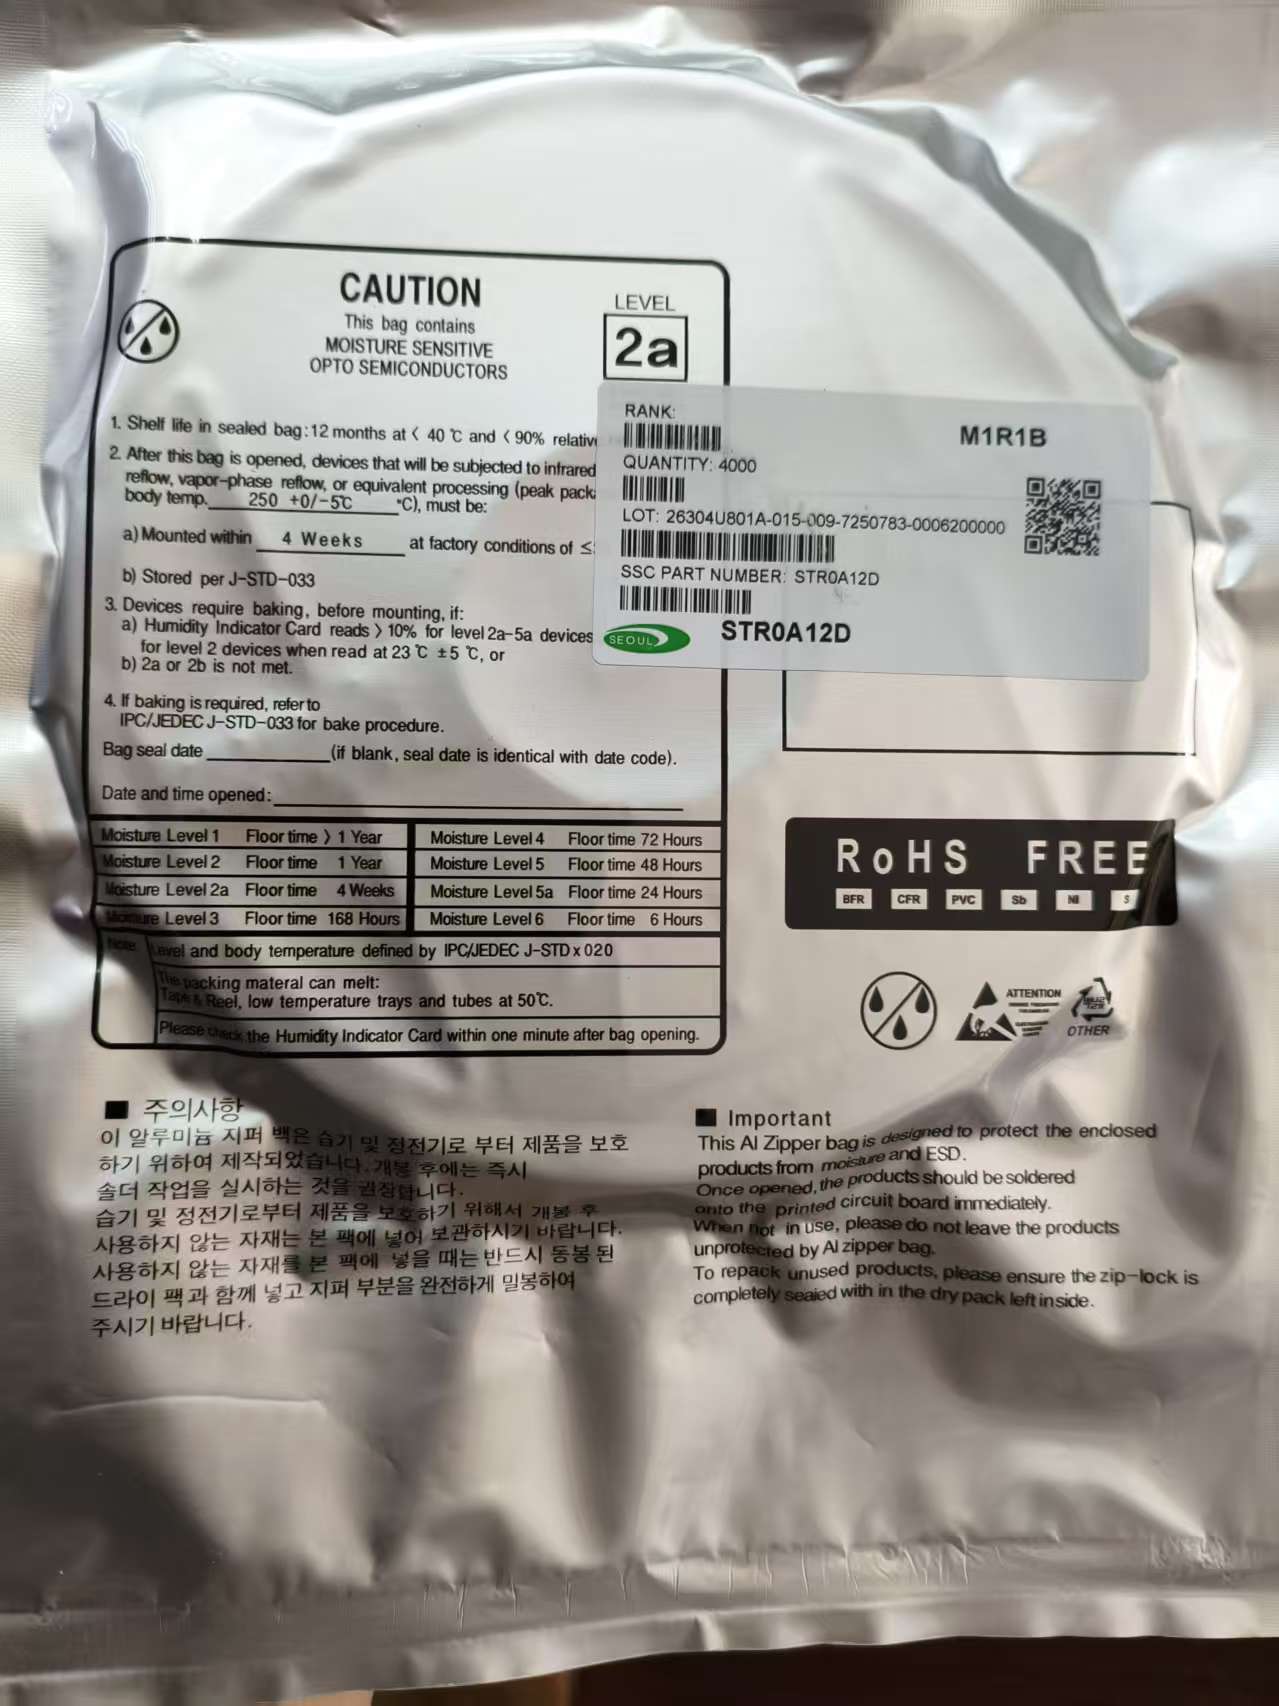 CAUTION
This bag contains
MOISTURE SENSITIVE
OPTO SEMICONDUCTORS
LEVEL
2a
1. Shelf life in sealed bag:12 months at < 40 ℃ and < 90% relative
2. After this bag is opened, devices that will be subjected to infrared
reflow, vapor-phase reflow, or equivalent processing (peak pack
body temp. 250 +0/-5℃ ℃), must be:
a) Mounted within 4 Weeks at factory conditions of ≤
b) Stored per J-STD-033
3. Devices require baking, before mounting, if:
a) Humidity Indicator Card reads > 10% for level 2a-5a devices
for level 2 devices when read at 23 ℃ ±5 ℃, or
b) 2a or 2b is not met.
4. If baking is required, refer to
IPC/JEDEC J-STD-033 for bake procedure.
Bag seal date (if blank, seal date is identical with date code).
Date and time opened:
Moisture Level 1 Floor time > 1 Year
Moisture Level 2 Floor time 1 Year
Moisture Level 2a Floor time 4 Weeks
Moisture Level 3 Floor time 168 Hours
Moisture Level 4 Floor time 72 Hours
Moisture Level 5 Floor time 48 Hours
Moisture Level 5a Floor time 24 Hours
Moisture Level 6 Floor time 6 Hours
Note: Level and body temperature defined by IPC/JEDEC J-STD x 020
The packing materal can melt:
Tape & Reel, low temperature trays and tubes at 50℃.
Please check the Humidity Indicator Card within one minute after bag opening.
RANK:
M1R1B
QUANTITY: 4000
LOT: 26304U801A-015-009-7250783-0006200000
SSC PART NUMBER: STR0A12D
SEOUL
STR0A12D
RoHS FREE
BFR CFR PVC Sb NI S
ATTENTION
OTHER
■ 주의사항
이 알루미늄 지퍼 백은 습기 및 정전기로 부터 제품을 보호
하기 위하여 제작되었습니다. 개봉 후에는 즉시
솔더 작업을 실시하는 것을 권장합니다.
습기 및 정전기로부터 제품을 보호하기 위해서 개봉 후
사용하지 않는 자재는 본 팩에 넣어 보관하시기 바랍니다.
사용하지 않는 자재를 본 팩에 넣을 때는 반드시 동봉 된
드라이 팩과 함께 넣고 지퍼 부분을 완전하게 밀봉하여
주시기 바랍니다.
■ Important
This Al Zipper bag is designed to protect the enclosed
products from moisture and ESD.
Once opened, the products should be soldered
onto the printed circuit board immediately.
When not in use, please do not leave the products
unprotected by Al zipper bag.
To repack unused products, please ensure the zip-lock is
completely sealed with in the dry pack left inside.